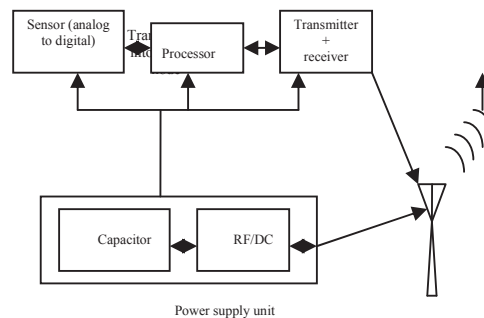 Sensor (analog
to digital)
Processor
Transmitter
+
receiver
Capacitor
RF/DC
Power supply unit